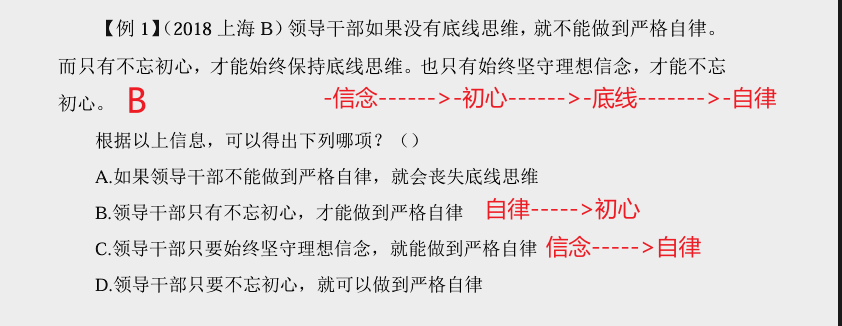 【例 1】（2018 上海 B）领导干部如果没有底线思维，就不能做到严格自律。
而只有不忘初心，才能始终保持底线思维。也只有始终坚守理想信念，才能不忘
初心。 B -信念------>-初心------>-底线------->-自律
根据以上信息，可以得出下列哪项？（）
A.如果领导干部不能做到严格自律，就会丧失底线思维
B.领导干部只有不忘初心，才能做到严格自律 自律----->初心
C.领导干部只要始终坚守理想信念，就能做到严格自律 信念----->自律
D.领导干部只要不忘初心，就可以做到严格自律